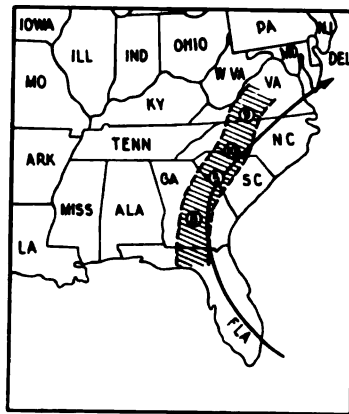 IOWA
ILL
IND
OHIO
PA
NJ
MD
DEL
MO
W VA
VA
KY
TENN
NC
ARK
SC
GA
MISS
ALA
LA
FLA